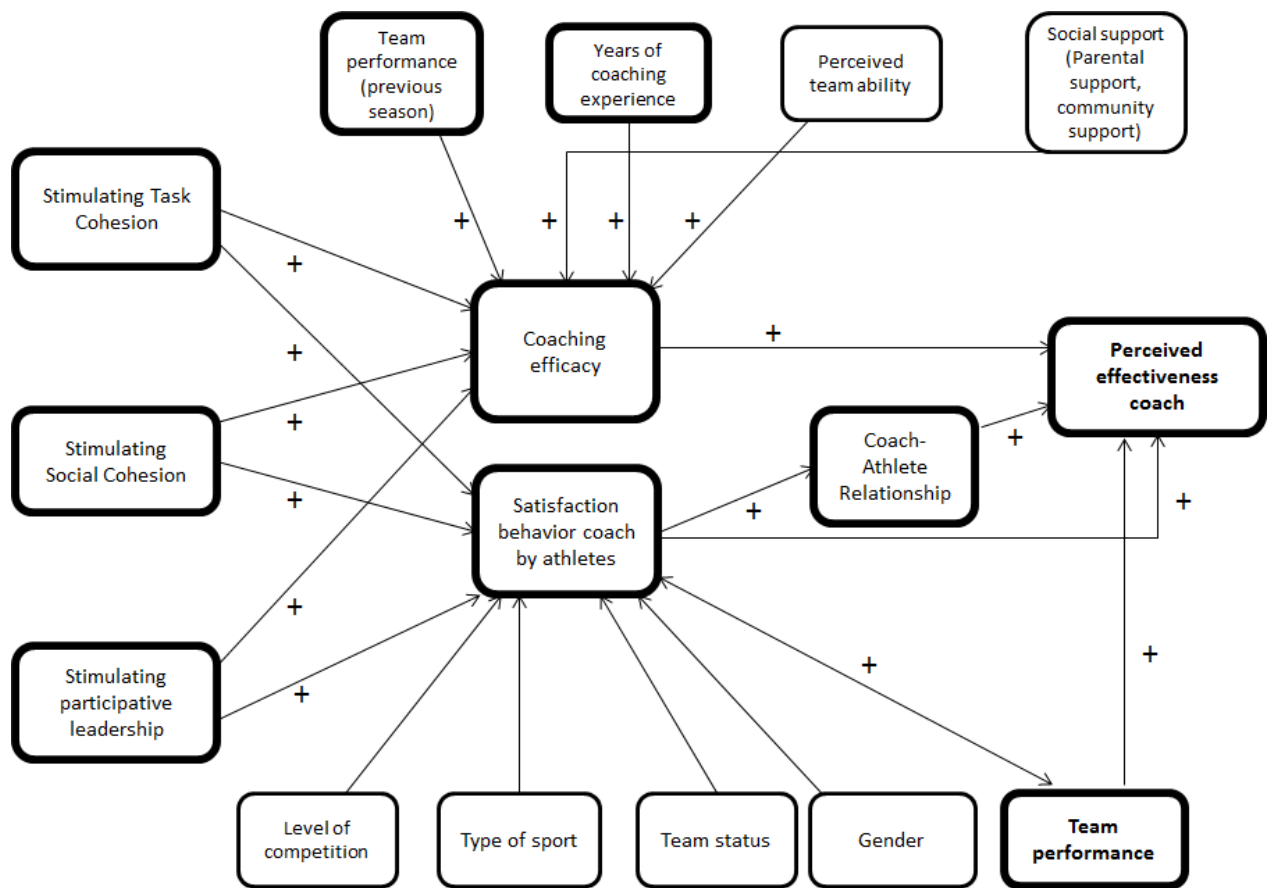 Team
performance
(previous
season)
Years of
coaching
experience
Perceived
team ability
Social support
(Parental
support,
community
support)
Stimulating Task
Cohesion
+
+
+
+
+
Coaching
efficacy
+
Perceived
effectiveness
coach
+
Stimulating
Social Cohesion
+
Coach-
Athlete
Relationship
+
+
Satisfaction
behavior coach
by athletes
+
+
+
Stimulating
participative
leadership
+
+
+
Level of
competition
Type of sport
Team status
Gender
Team
performance